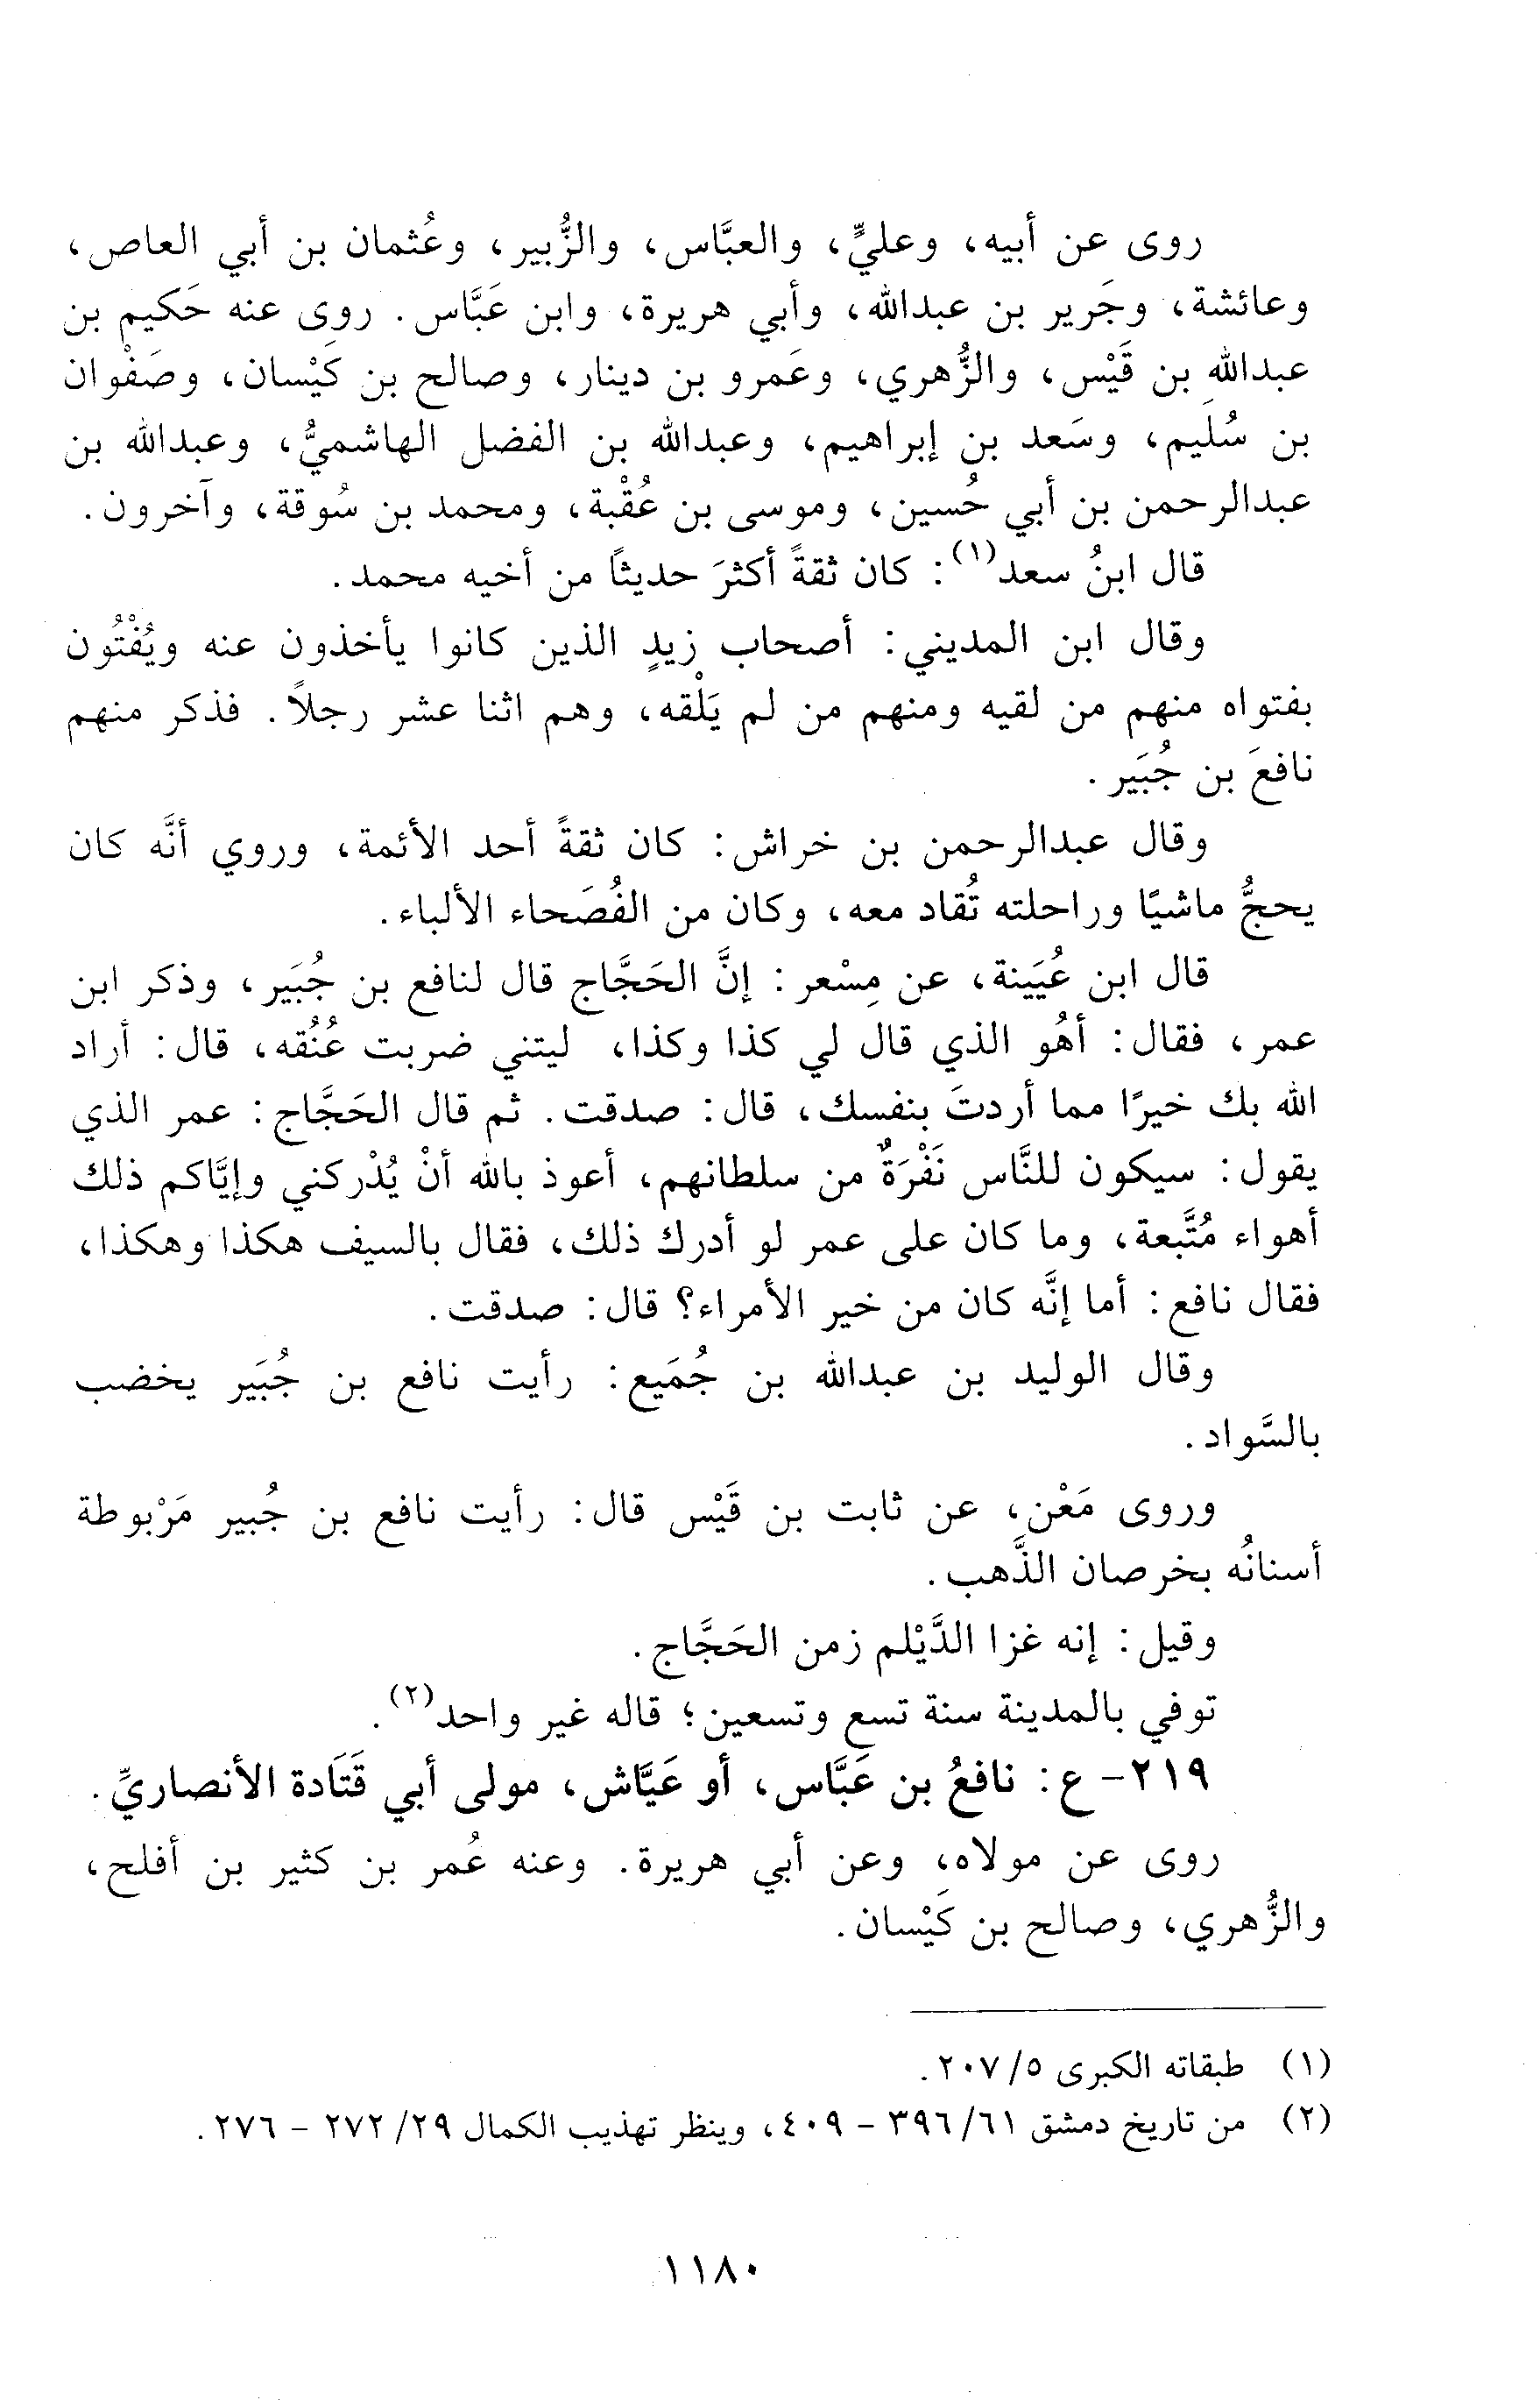 روى عن أبيه، وعليٍّ، والعبَّاس، والزُّبير، وعُثمان بن أبي العاص،
وعائشة، وجَرير بن عبدالله، وأبي هريرة، وابن عَبَّاس. روى عنه حَكيم بن
عبدالله بن قَيْس، والزُّهري، وعَمرو بن دينار، وصالح بن كَيْسان، وصَفْوان
بن سُلَيم، وسَعد بن إبراهيم، وعبدالله بن الفضل الهاشميُّ، وعبدالله بن
عبدالرحمن بن أبي حُسين، وموسى بن عُقْبة، ومحمد بن سُوقة، وآخرون.
قال ابنُ سعد(١): كان ثقةً أكثرَ حديثاً من أخيه محمد.
وقال ابن المديني: أصحاب زيدٍ الذين كانوا يأخذون عنه ويُفْتُون
بفتواه منهم من لقيه ومنهم من لم يَلْقه، وهم اثنا عشر رجلاً. فذكر منهم
نافعَ بن جُبَير.
وقال عبدالرحمن بن خراش: كان ثقةً أحد الأئمة، وروي أنَّه كان
يحجُّ ماشيًا وراحلته تُقاد معه، وكان من الفُصَحاء الألباء.
قال ابن عُيَينة، عن مِسْعر: إنَّ الحَجَّاج قال لنافع بن جُبَير، وذكر ابن
عمر، فقال: أهُو الذي قال لي كذا وكذا، ليتني ضربت عُنُقه، قال: أراد
الله بك خيرًا مما أردتَ بنفسك، قال: صدقت. ثم قال الحَجَّاج: عمر الذي
يقول: سيكون للنَّاس نَفْرَةٌ من سلطانهم، أعوذ بالله أنْ يُدْركني وإيَّاكم ذلك
أهواء مُتَّبعة، وما كان على عمر لو أدرك ذلك، فقال بالسيف هكذا وهكذا،
فقال نافع: أما إنَّه كان من خير الأمراء؟ قال: صدقت.
وقال الوليد بن عبدالله بن جُمَيع: رأيت نافع بن جُبَير يخضب
بالسَّواد.
وروى مَعْن، عن ثابت بن قَيْس قال: رأيت نافع بن جُبير مَرْبوطة
أسنانُه بخرصان الذَّهب.
وقيل: إنه غزا الدَّيْلم زمن الحَجَّاج.
توفي بالمدينة سنة تسع وتسعين؛ قاله غير واحد(٢).
٢١٩- ع: نافعُ بن عَبَّاس، أو عَيَّاش، مولى أبي قَتَادة الأنصاريِّ.
روى عن مولاه، وعن أبي هريرة. وعنه عُمر بن كثير بن أفلح،
والزُّهري، وصالح بن كَيْسان.
(١) طبقاته الكبرى ٥/ ٢٠٧.
(٢) من تاريخ دمشق ٦١/ ٣٩٦ - ٤٠٩، وينظر تهذيب الكمال ٢٩/ ٢٧٢ - ٢٧٦.
١١٨٠